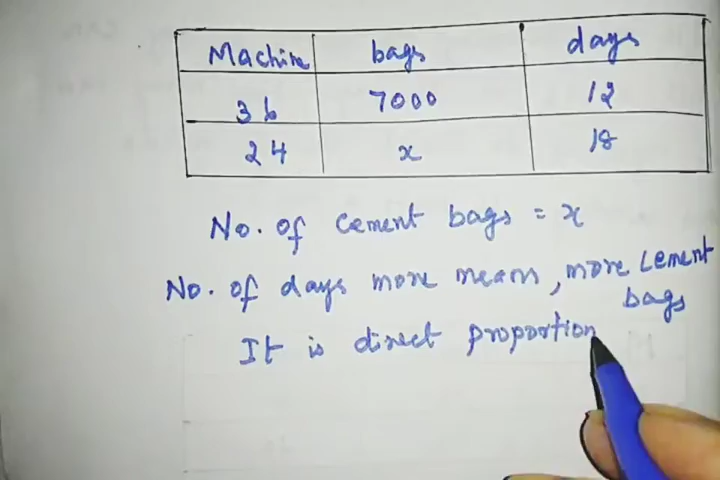 Machine bags days
36 7000 12
24 x 18
No. of cement bags = x
No. of days more means, more cement
bags
It is direct proportion